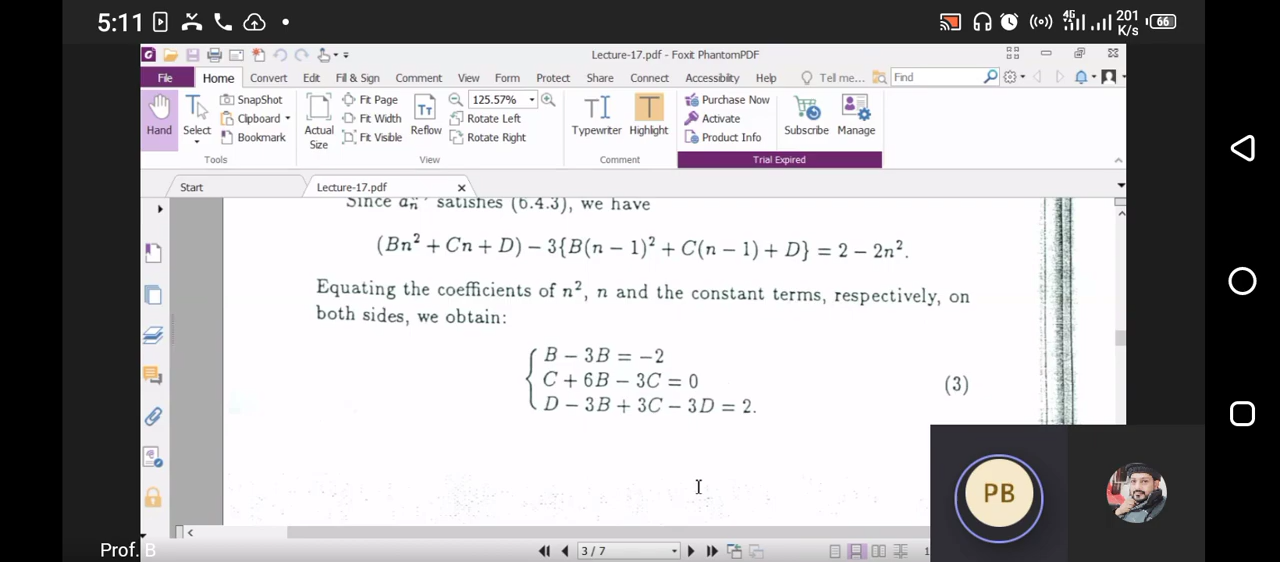 5:11
4G 201 K/s 66
Lecture-17.pdf - Foxit PhantomPDF
File Home Convert Edit Fill & Sign Comment View Form Protect Share Connect Accessibility Help Tell me... Find
Hand Select SnapShot Clipboard Bookmark
Tools
Actual Size Fit Page Fit Width Fit Visible Reflow 125.57% Rotate Left Rotate Right
View
Typewriter Highlight
Comment
Purchase Now Activate Product Info Subscribe Manage
Trial Expired
Start Lecture-17.pdf
Since aₙ satisfies (6.4.3), we have
(Bn² + Cn + D) − 3{B(n − 1)² + C(n − 1) + D} = 2 − 2n².
Equating the coefficients of n², n and the constant terms, respectively, on
both sides, we obtain:
B − 3B = −2
C + 6B − 3C = 0 (3)
D − 3B + 3C − 3D = 2.
PB
Prof. B
3 / 7